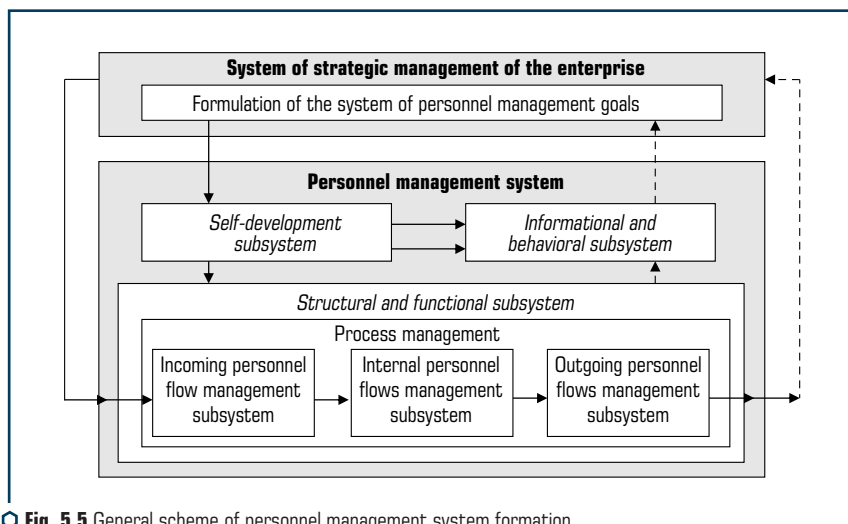 System of strategic management of the enterprise
Formulation of the system of personnel management goals
Personnel management system
Self-development
subsystem
Informational and
behavioral subsystem
Structural and functional subsystem
Process management
Incoming personnel
flow management
subsystem
Internal personnel
flows management
subsystem
Outgoing personnel
flows management
subsystem
Fig. 5.5 General scheme of personnel management system formation